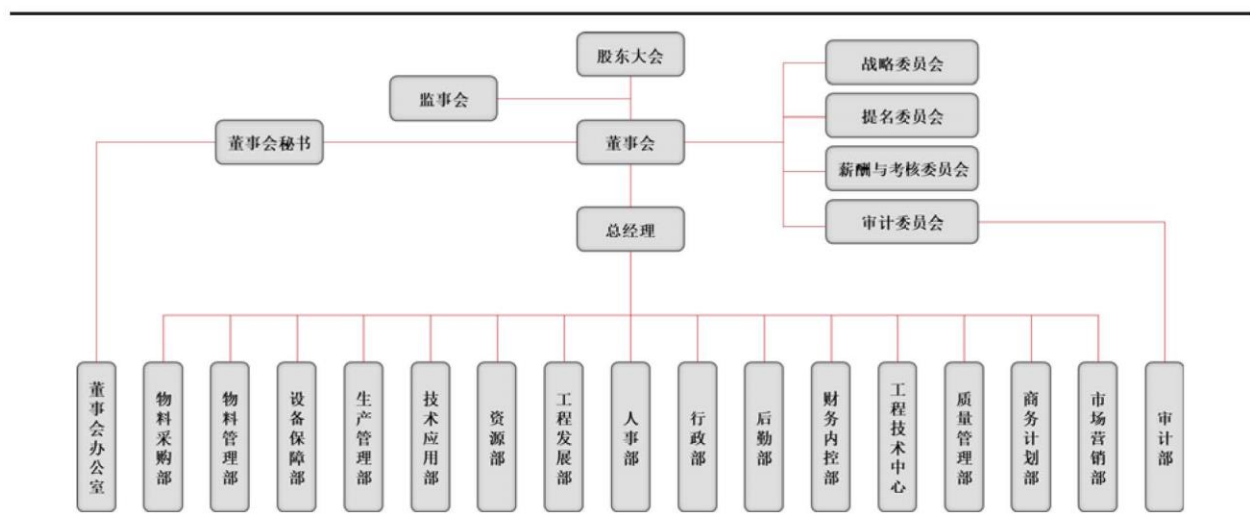 股东大会
战略委员会
监事会
提名委员会
董事会秘书
董事会
薪酬与考核委员会
总经理
审计委员会
董事会办公室
物料采购部
物料管理部
设备保障部
生产管理部
技术应用部
资源部
工程发展部
人事部
行政部
后勤部
财务内控部
工程技术中心
质量管理部
商务计划部
市场营销部
审计部